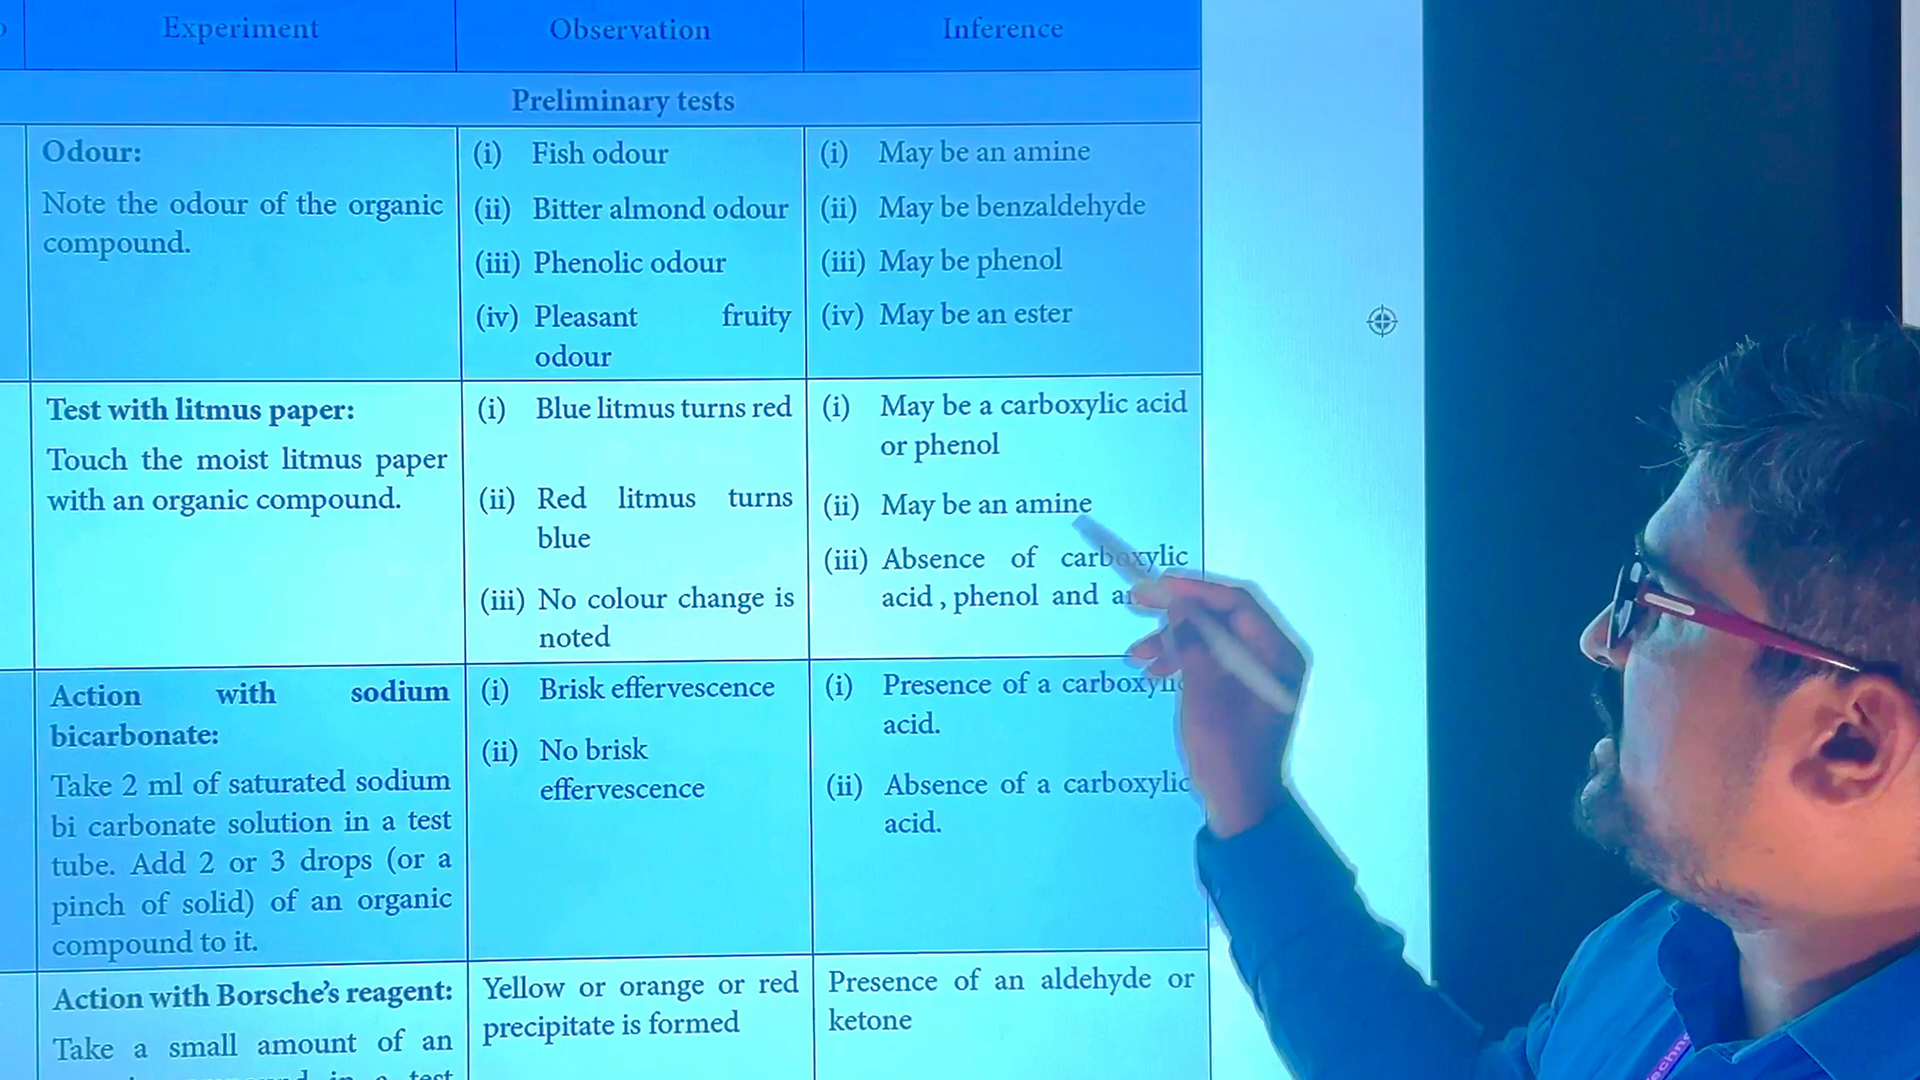 Experiment
Observation
Inference
Preliminary tests
Odour:
Note the odour of the organic
compound.
(i) Fish odour
(ii) Bitter almond odour
(iii) Phenolic odour
(iv) Pleasant fruity
odour
(i) May be an amine
(ii) May be benzaldehyde
(iii) May be phenol
(iv) May be an ester
Test with litmus paper:
Touch the moist litmus paper
with an organic compound.
(i) Blue litmus turns red
(ii) Red litmus turns
blue
(iii) No colour change is
noted
(i) May be a carboxylic acid
or phenol
(ii) May be an amine
(iii) Absence of carboxylic
acid , phenol and
Action with sodium
bicarbonate:
Take 2 ml of saturated sodium
bi carbonate solution in a test
tube. Add 2 or 3 drops (or a
pinch of solid) of an organic
compound to it.
(i) Brisk effervescence
(ii) No brisk
effervescence
(i) Presence of a carboxylic
acid.
(ii) Absence of a carboxylic
acid.
Action with Borsche's reagent:
Take a small amount of an
in a test
Yellow or orange or red
precipitate is formed
Presence of an aldehyde or
ketone